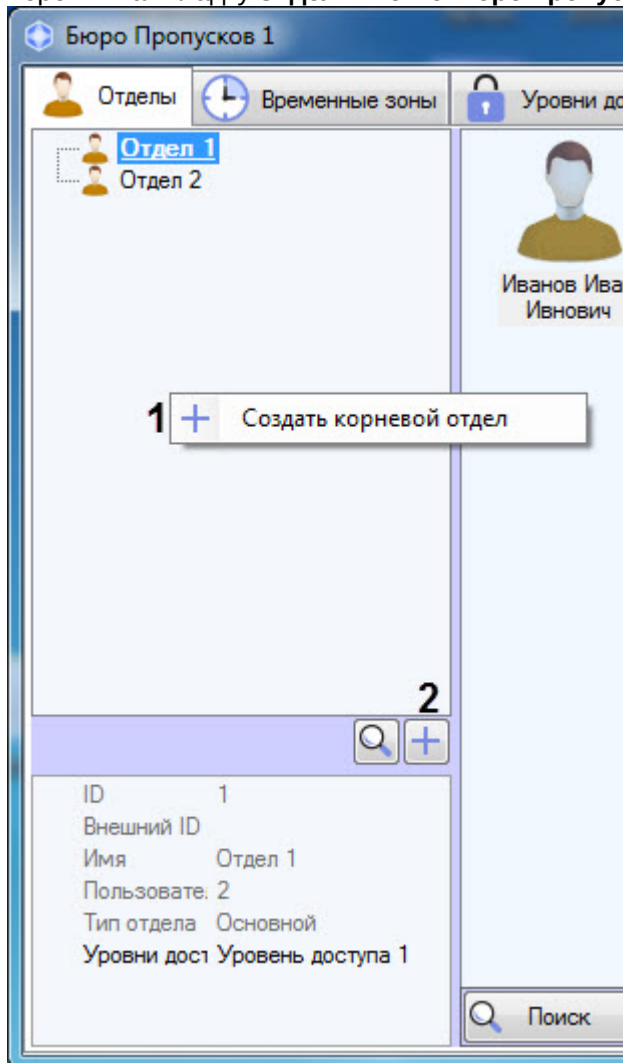 Бюро Пропусков 1
Отделы
Временные зоны
Уровни до
Отдел 1
Отдел 2
Иванов Ива
Ивнович
1
Создать корневой отдел
2
ID 1
Внешний ID
Имя Отдел 1
Пользовате. 2
Тип отдела Основной
Уровни дост Уровень доступа 1
Поиск